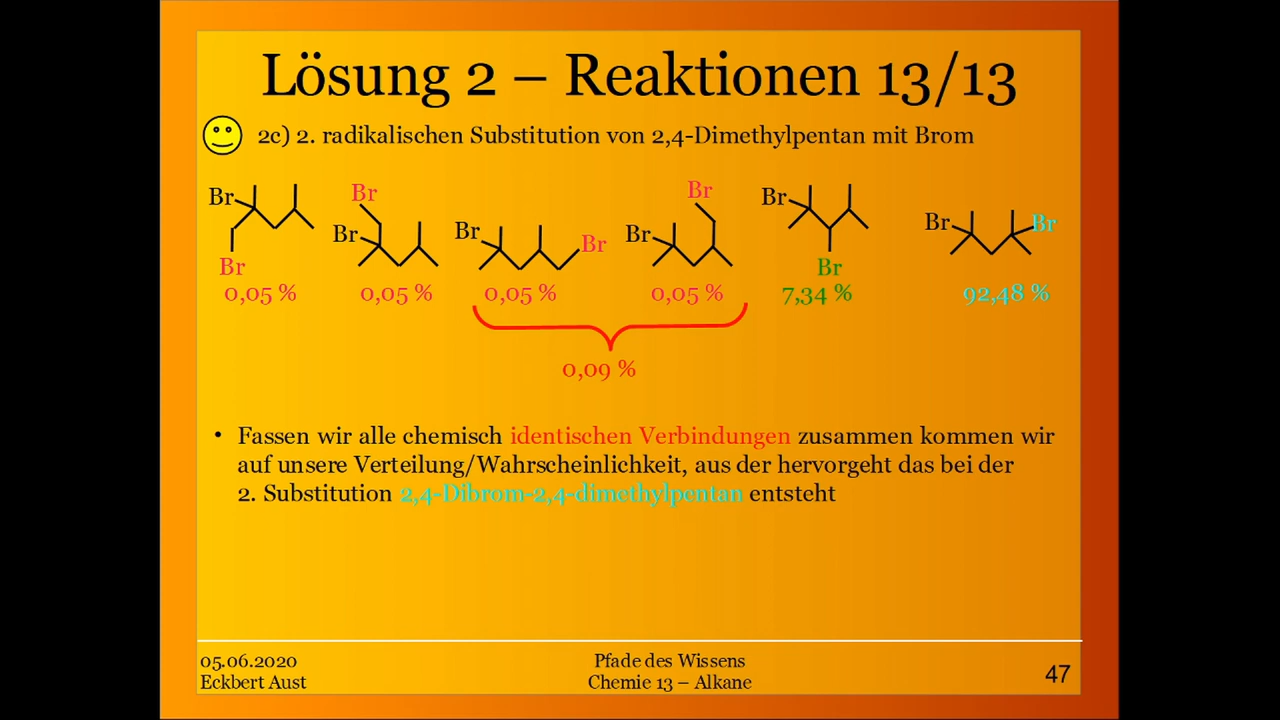 Lösung 2 – Reaktionen 13/13
2c) 2. radikalischen Substitution von 2,4-Dimethylpentan mit Brom
Br Br Br Br Br Br
Br Br Br Br Br Br
0,05 % 0,05 % 0,05 % 0,05 % 7,34 % 92,48 %
0,09 %
• Fassen wir alle chemisch identischen Verbindungen zusammen kommen wir
auf unsere Verteilung/Wahrscheinlichkeit, aus der hervorgeht das bei der
2. Substitution 2,4-Dibrom-2,4-dimethylpentan entsteht
05.06.2020
Eckbert Aust
Pfade des Wissens
Chemie 13 – Alkane
47